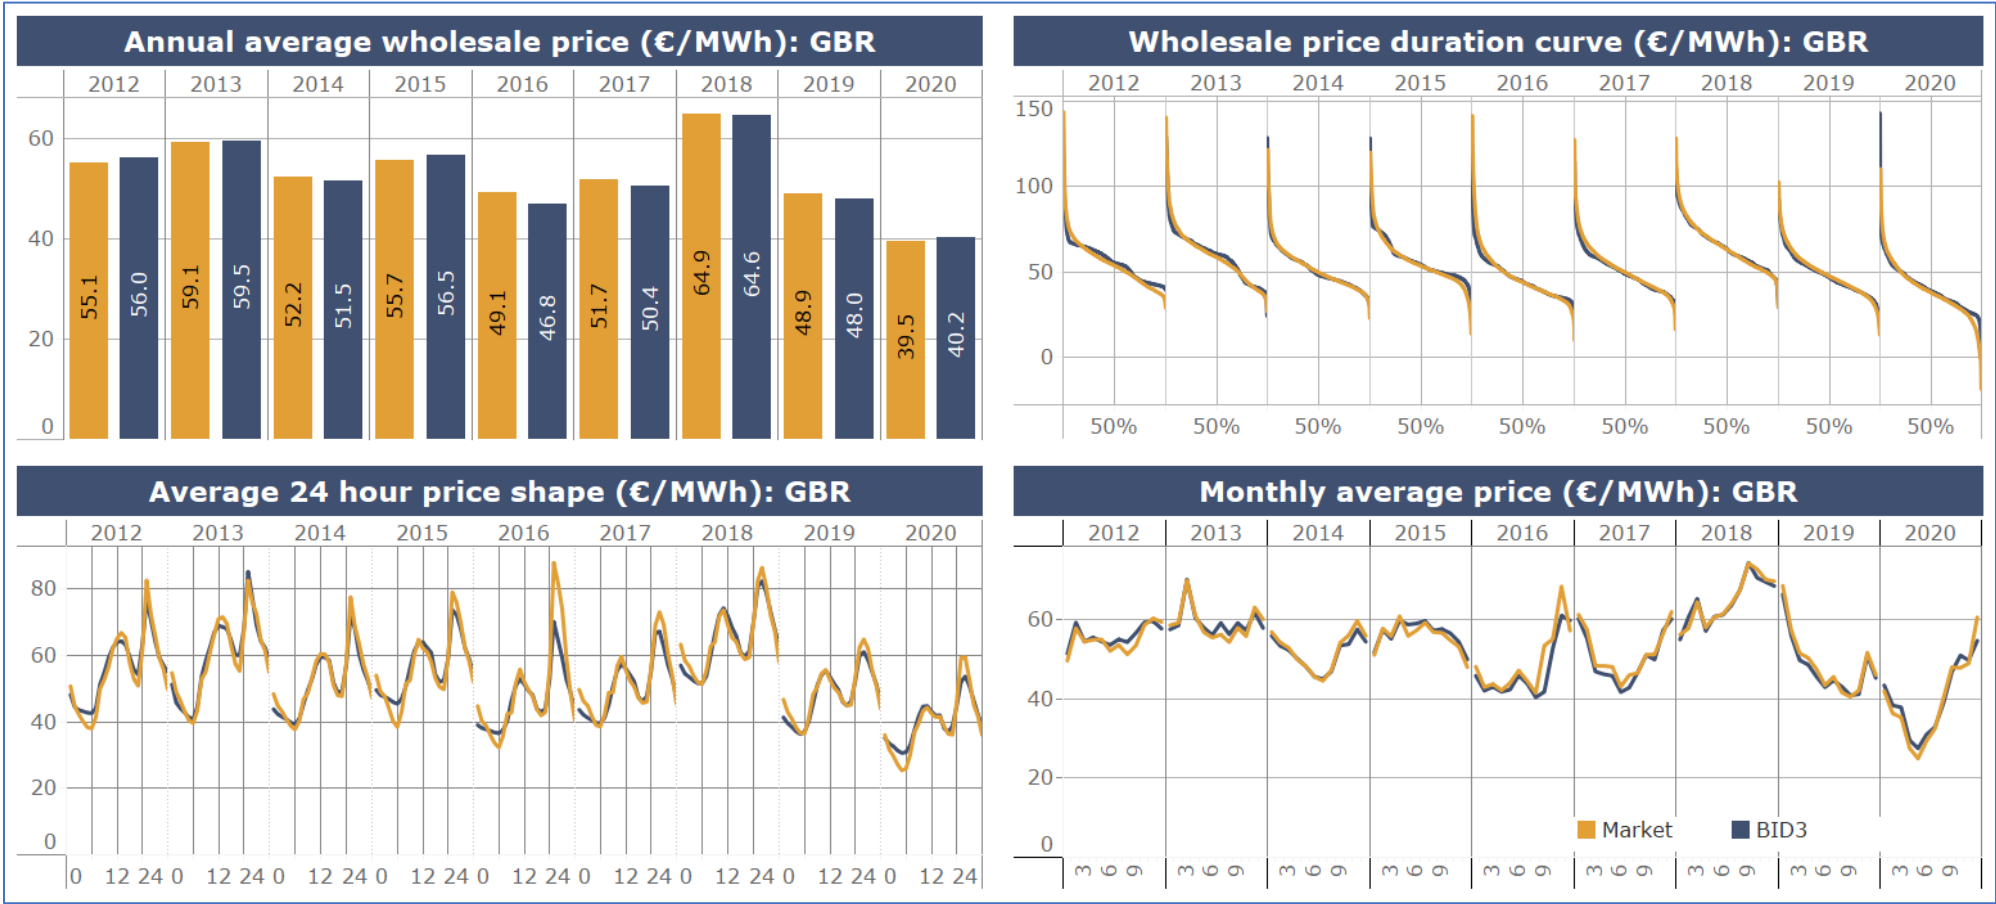 Annual average wholesale price (€/MWh): GBR
2012 2013 2014 2015 2016 2017 2018 2019 2020
60
40
20
0
55.1 56.0 59.1 59.5 52.2 51.5 55.7 56.5 49.1 46.8 51.7 50.4 64.9 64.6 48.9 48.0 39.5 40.2
Wholesale price duration curve (€/MWh): GBR
2012 2013 2014 2015 2016 2017 2018 2019 2020
150
100
50
0
50% 50% 50% 50% 50% 50% 50% 50% 50%
Average 24 hour price shape (€/MWh): GBR
2012 2013 2014 2015 2016 2017 2018 2019 2020
80
60
40
20
0
0 12 24 0 12 24 0 12 24 0 12 24 0 12 24 0 12 24 0 12 24 0 12 24 0 12 24
Monthly average price (€/MWh): GBR
2012 2013 2014 2015 2016 2017 2018 2019 2020
60
40
20
0
Market BID3
3 6 9 3 6 9 3 6 9 3 6 9 3 6 9 3 6 9 3 6 9 3 6 9 3 6 9